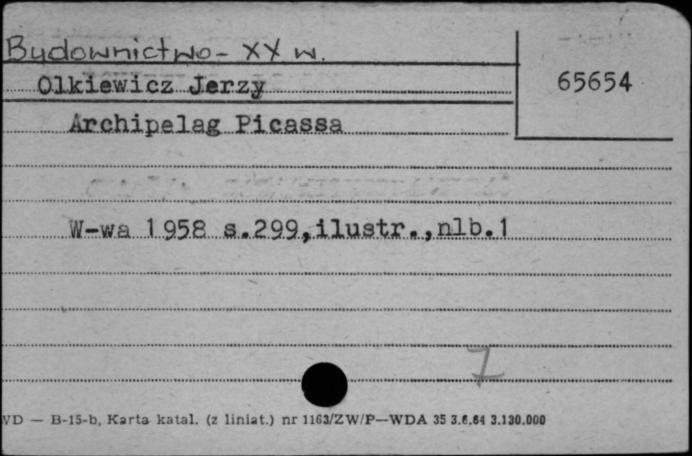 Budownictwo - XX w.
Olkiewicz Jerzy
65654
Archipelag Picassa
W-wa 1958 s.299,ilustr.,nlb.1
7
VD — B-15-b, Karta katal. (z liniat.) nr 1163/ZW/P—WDA 35 3.6.64 3.130.000